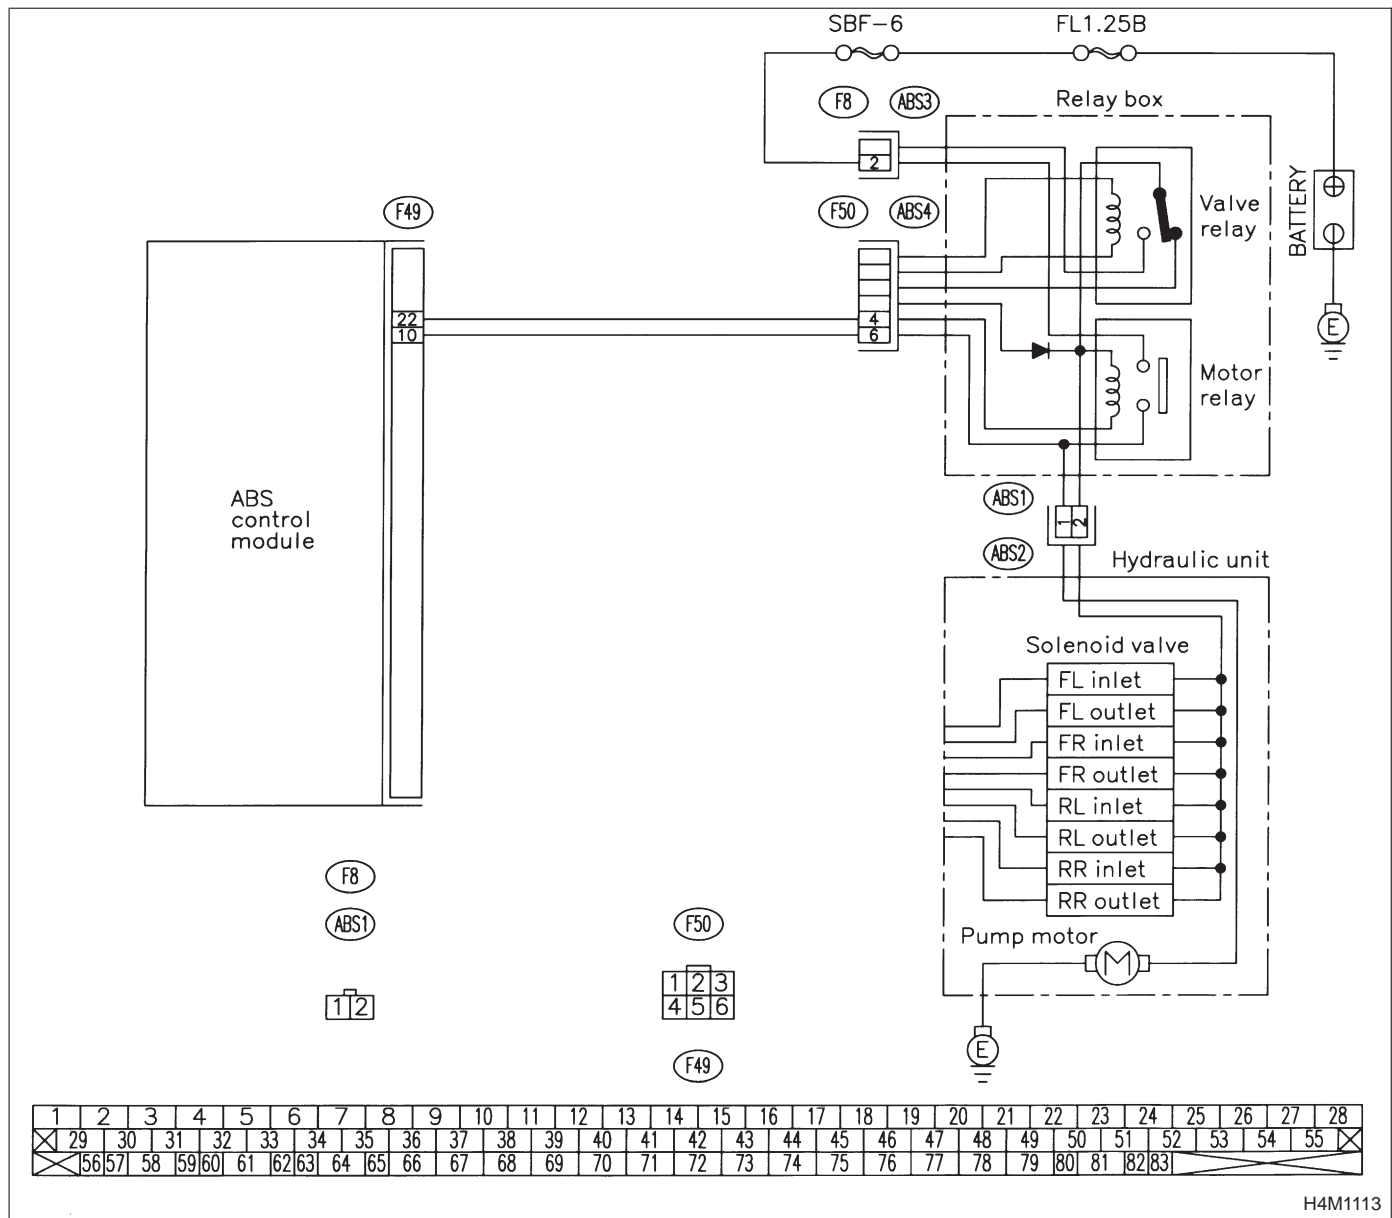 SBF-6
FL1.25B
F8
ABS3
Relay box
2
F50
ABS4
Valve
relay
BATTERY
F49
22
10
4
6
E
Motor
relay
ABS
control
module
ABS1
1 2
ABS2
Hydraulic unit
Solenoid valve
FL inlet
FL outlet
FR inlet
FR outlet
RL inlet
RL outlet
RR inlet
RR outlet
Pump motor
M
E
F8
ABS1
1 2
F50
1 2 3
4 5 6
F49
1 2 3 4 5 6 7 8 9 10 11 12 13 14 15 16 17 18 19 20 21 22 23 24 25 26 27 28
29 30 31 32 33 34 35 36 37 38 39 40 41 42 43 44 45 46 47 48 49 50 51 52 53 54 55
56 57 58 59 60 61 62 63 64 65 66 67 68 69 70 71 72 73 74 75 76 77 78 79 80 81 82 83
H4M1113